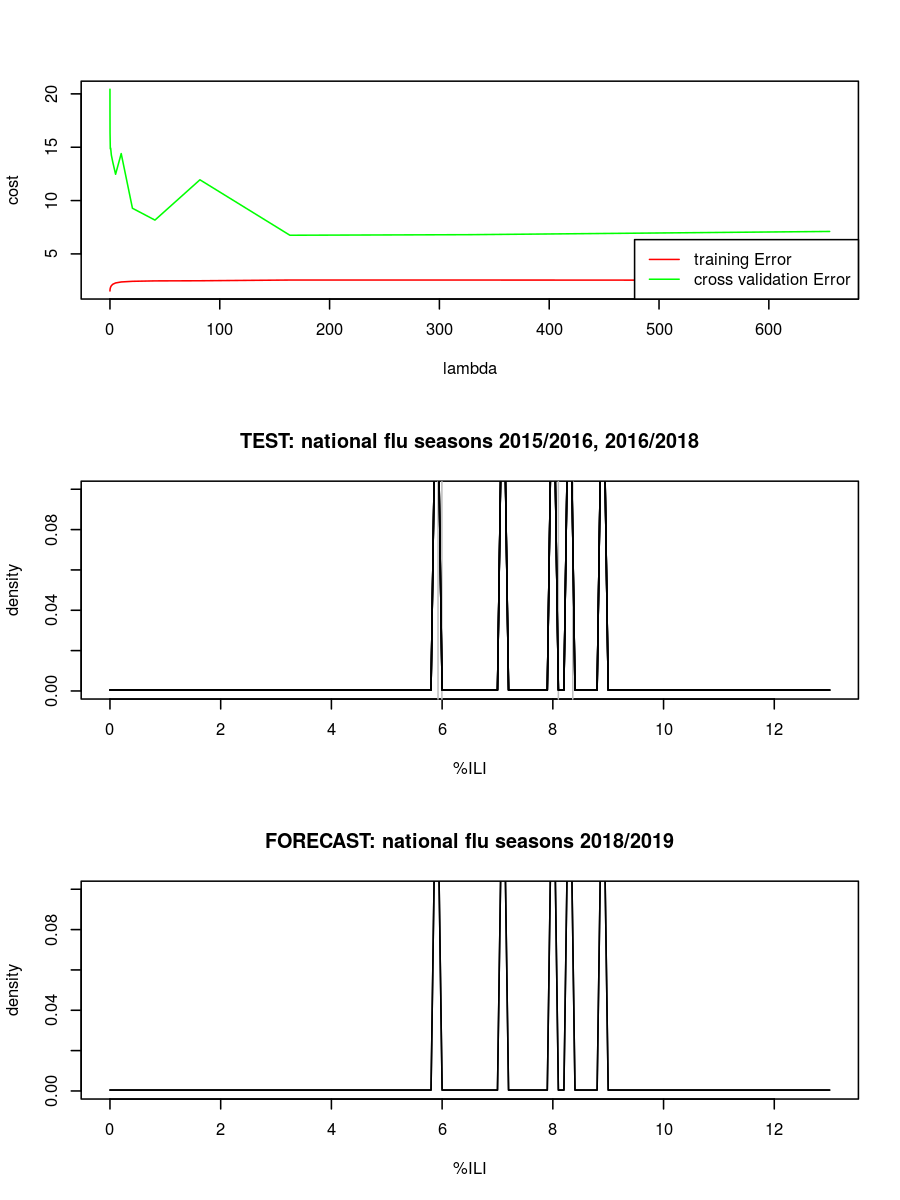 20
15
10
5
cost
training Error
cross validation Error
0 100 200 300 400 500 600
lambda
TEST: national flu seasons 2015/2016, 2016/2018
0.08
0.04
0.00
density
0 2 4 6 8 10 12
%ILI
FORECAST: national flu seasons 2018/2019
0.08
0.04
0.00
density
0 2 4 6 8 10 12
%ILI